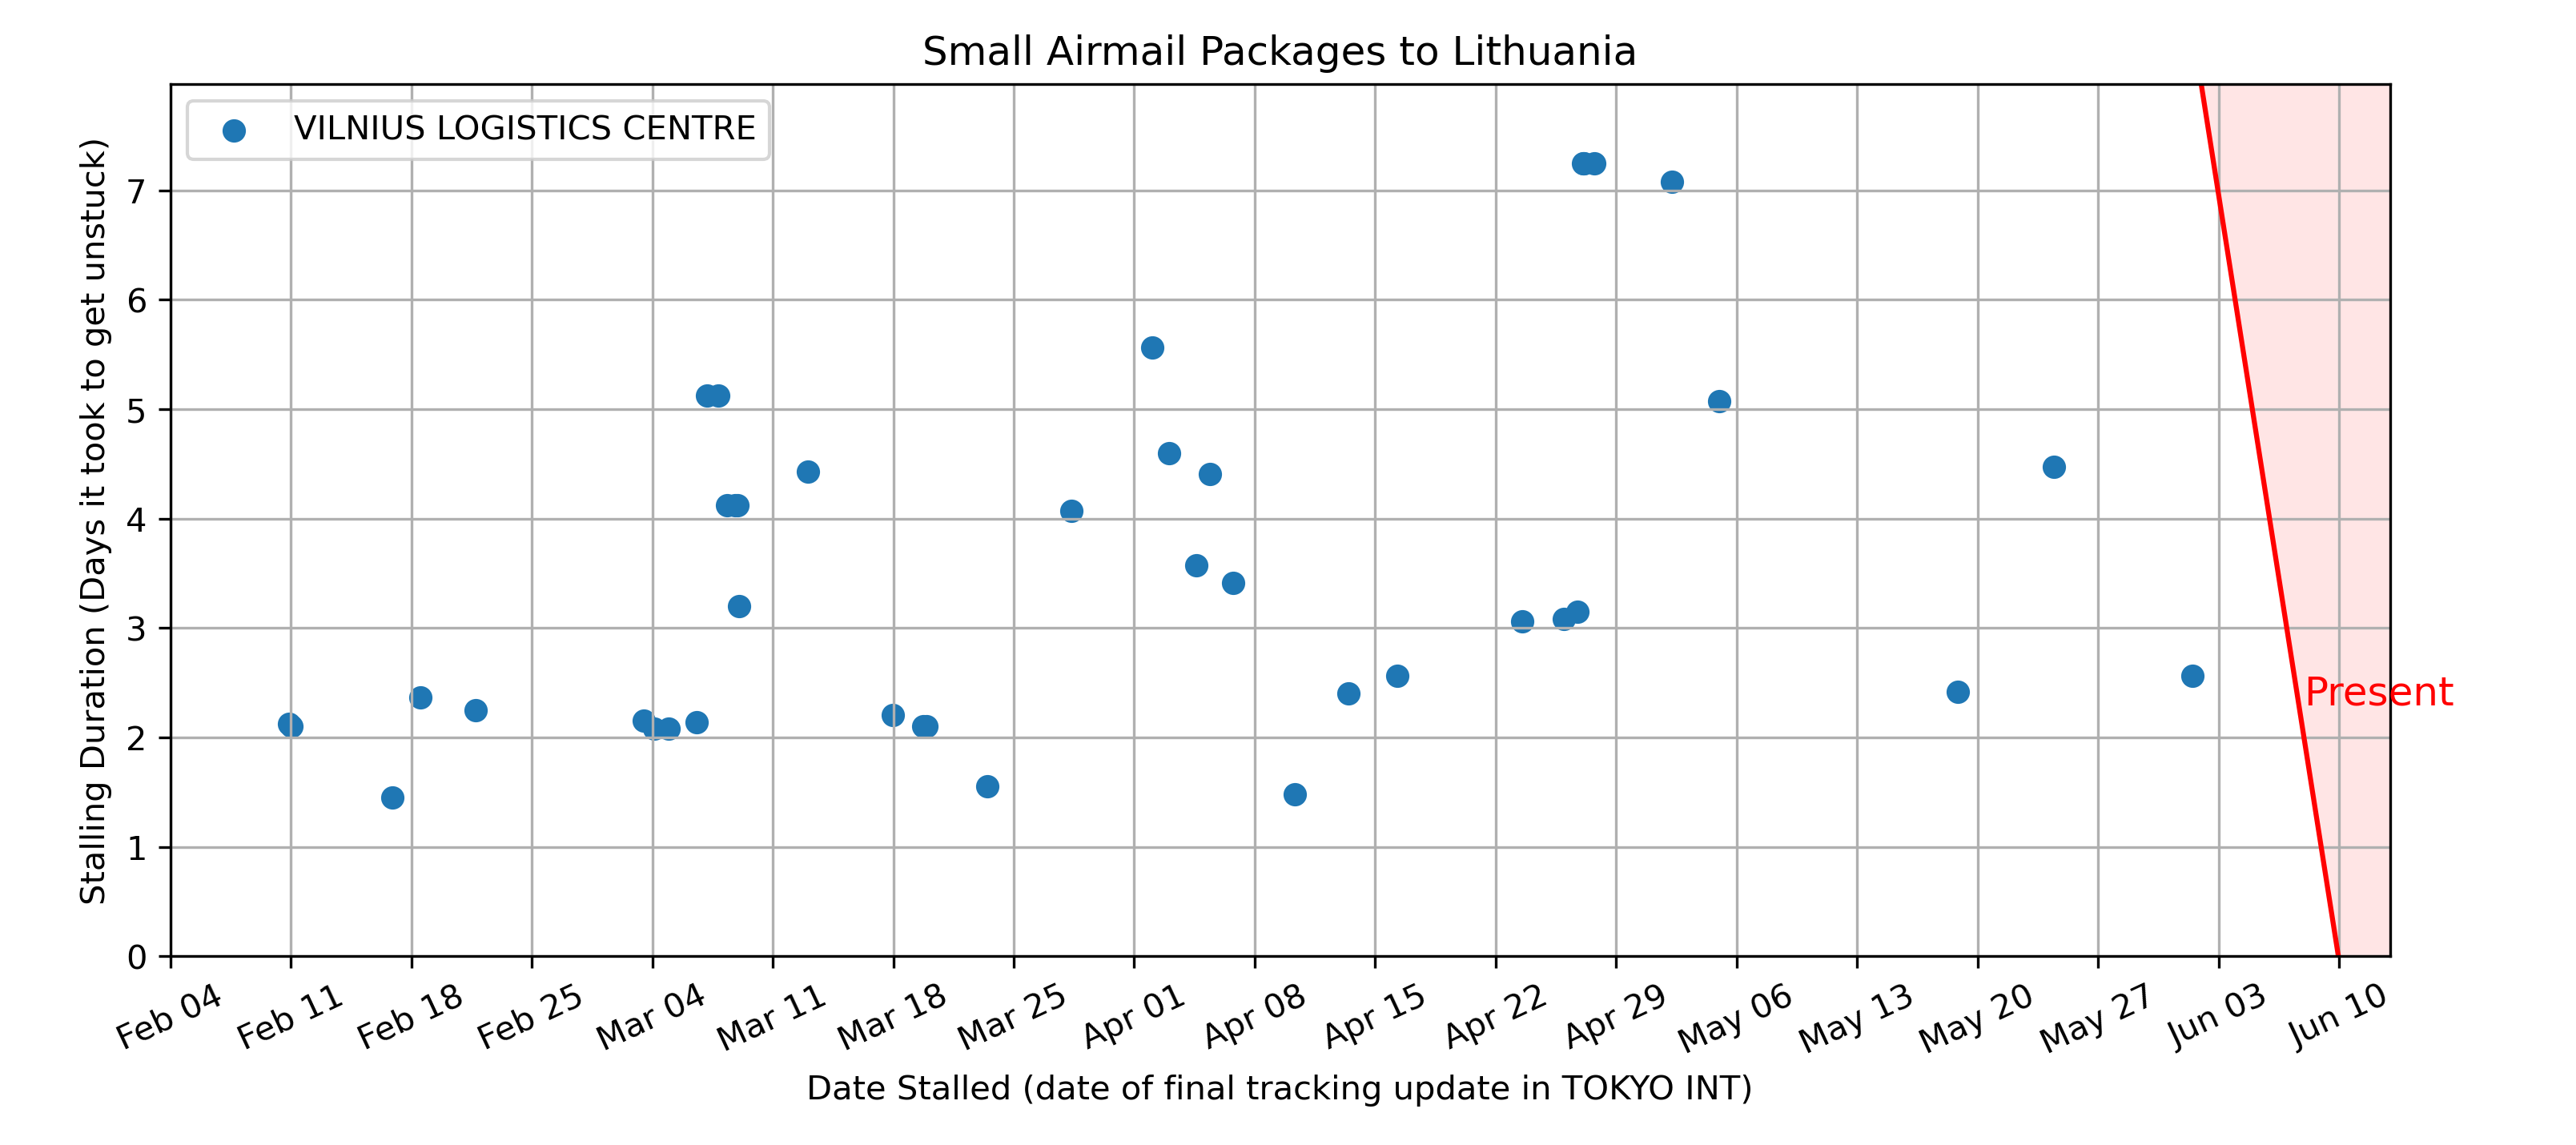 Small Airmail Packages to Lithuania
VILNIUS LOGISTICS CENTRE
Stalling Duration (Days it took to get unstuck)
7
6
5
4
3
2
1
0
Present
Feb 04
Feb 11
Feb 18
Feb 25
Mar 04
Mar 11
Mar 18
Mar 25
Apr 01
Apr 08
Apr 15
Apr 22
Apr 29
May 06
May 13
May 20
May 27
Jun 03
Jun 10
Date Stalled (date of final tracking update in TOKYO INT)